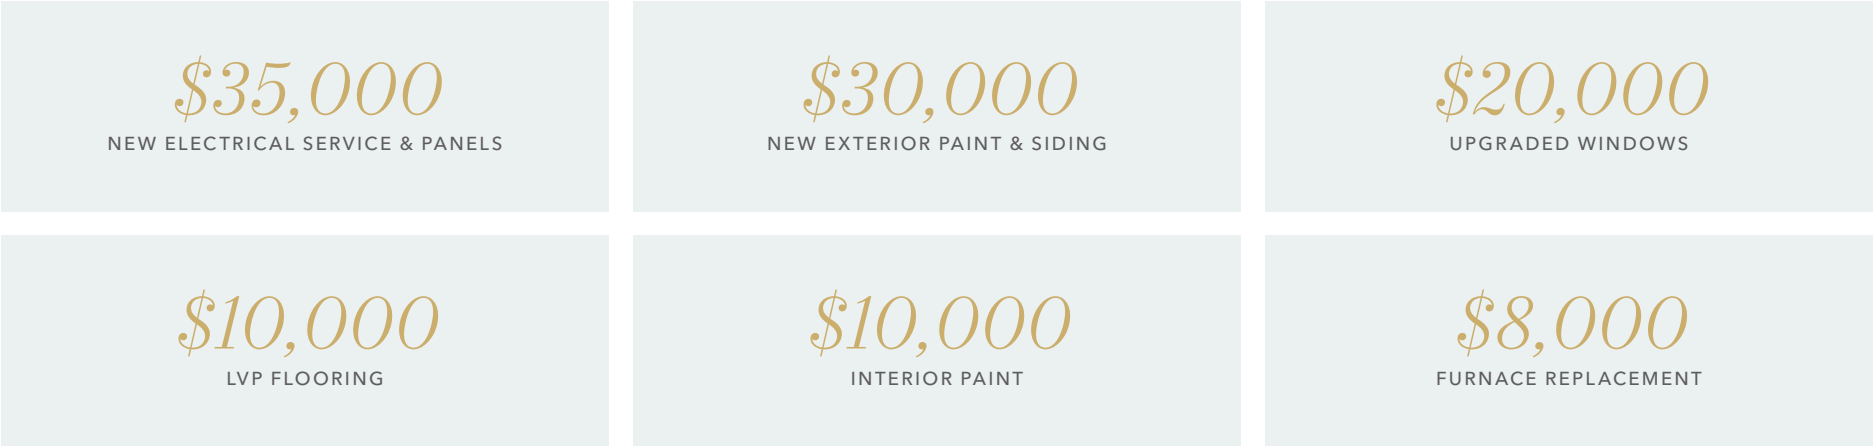 $35,000
NEW ELECTRICAL SERVICE & PANELS
$30,000
NEW EXTERIOR PAINT & SIDING
$20,000
UPGRADED WINDOWS
$10,000
LVP FLOORING
$10,000
INTERIOR PAINT
$8,000
FURNACE REPLACEMENT